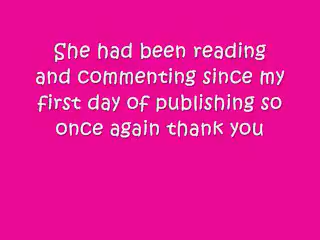 She had been reading
and commenting since my
first day of publishing so
once again thank you